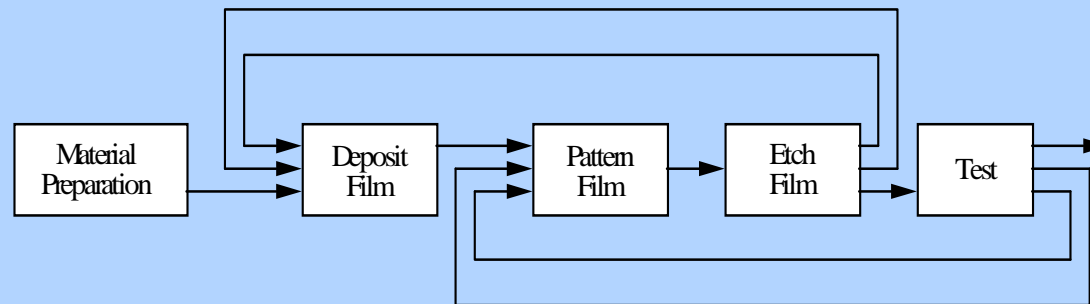 Material
Preparation
Deposit
Film
Pattern
Film
Etch
Film
Test